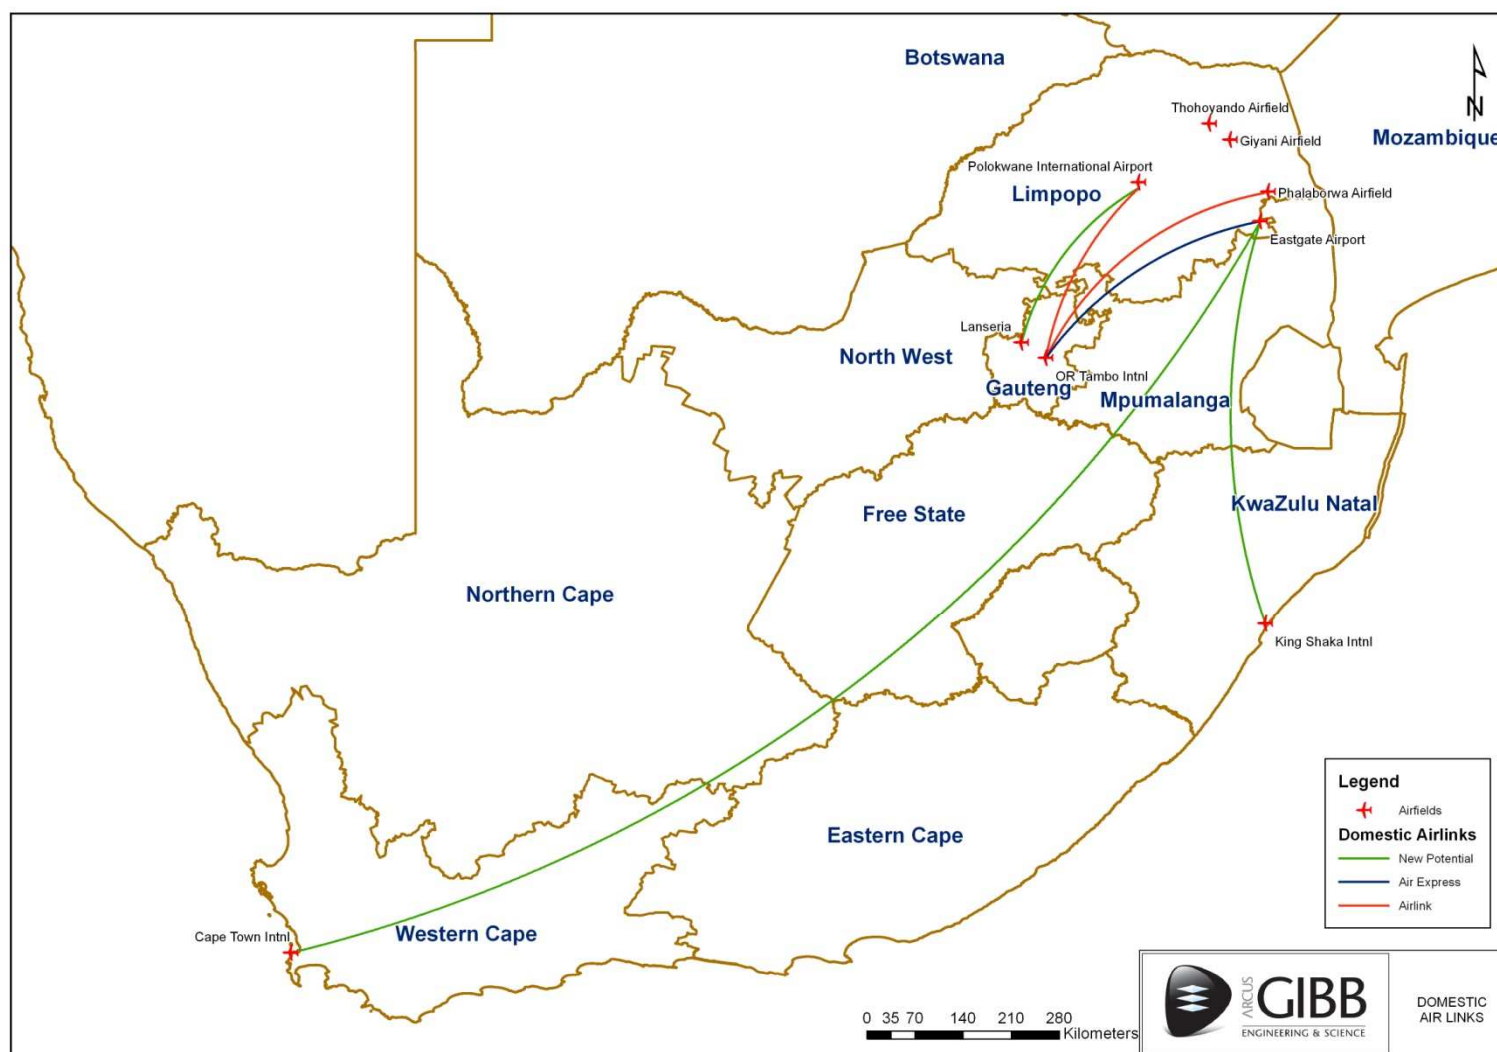 Botswana
N
Thohoyando Airfield
Giyani Airfield
Mozambique
Polokwane International Airport
Limpopo
Phalaborwa Airfield
Eastgate Airport
Lanseria
North West
OR Tambo Intnl
Gauteng
Mpumalanga
Free State
KwaZulu Natal
Northern Cape
King Shaka Intnl
Eastern Cape
Cape Town Intnl
Western Cape
Legend
Airfields
Domestic Airlinks
New Potential
Air Express
Airlink
0 35 70 140 210 280
Kilometers
ARCUS
GIBB
ENGINEERING & SCIENCE
DOMESTIC
AIR LINKS